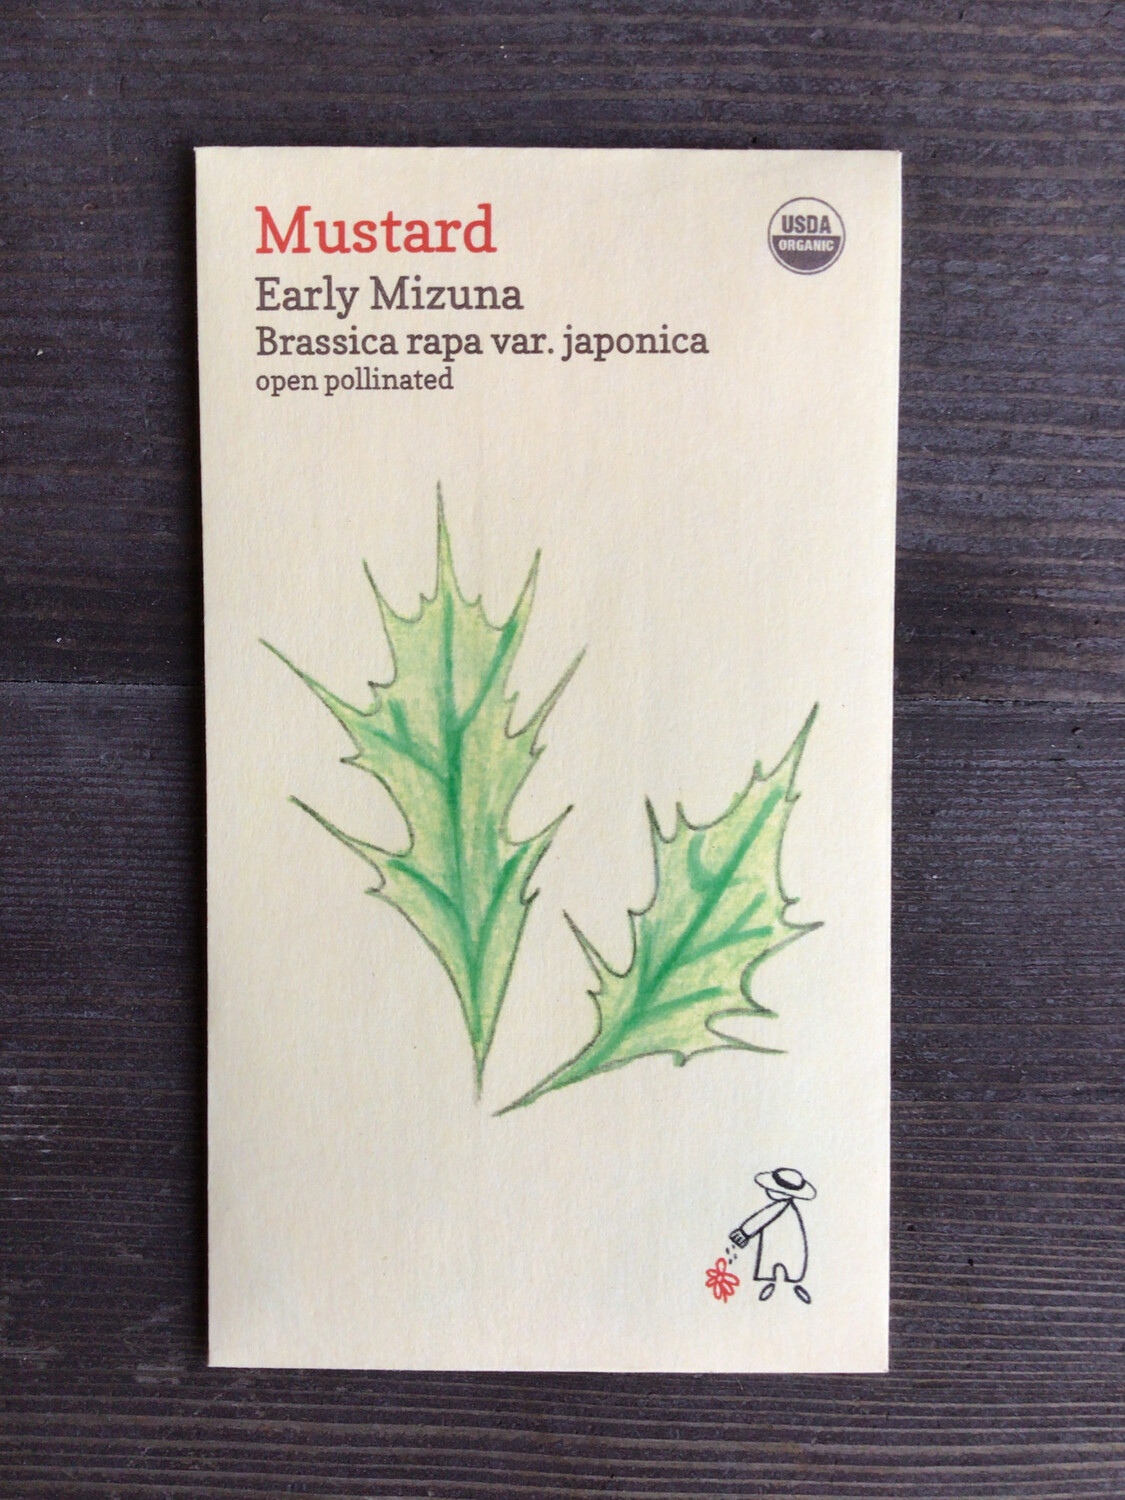 Mustard
Early Mizuna
Brassica rapa var. japonica
open pollinated
USDA
ORGANIC